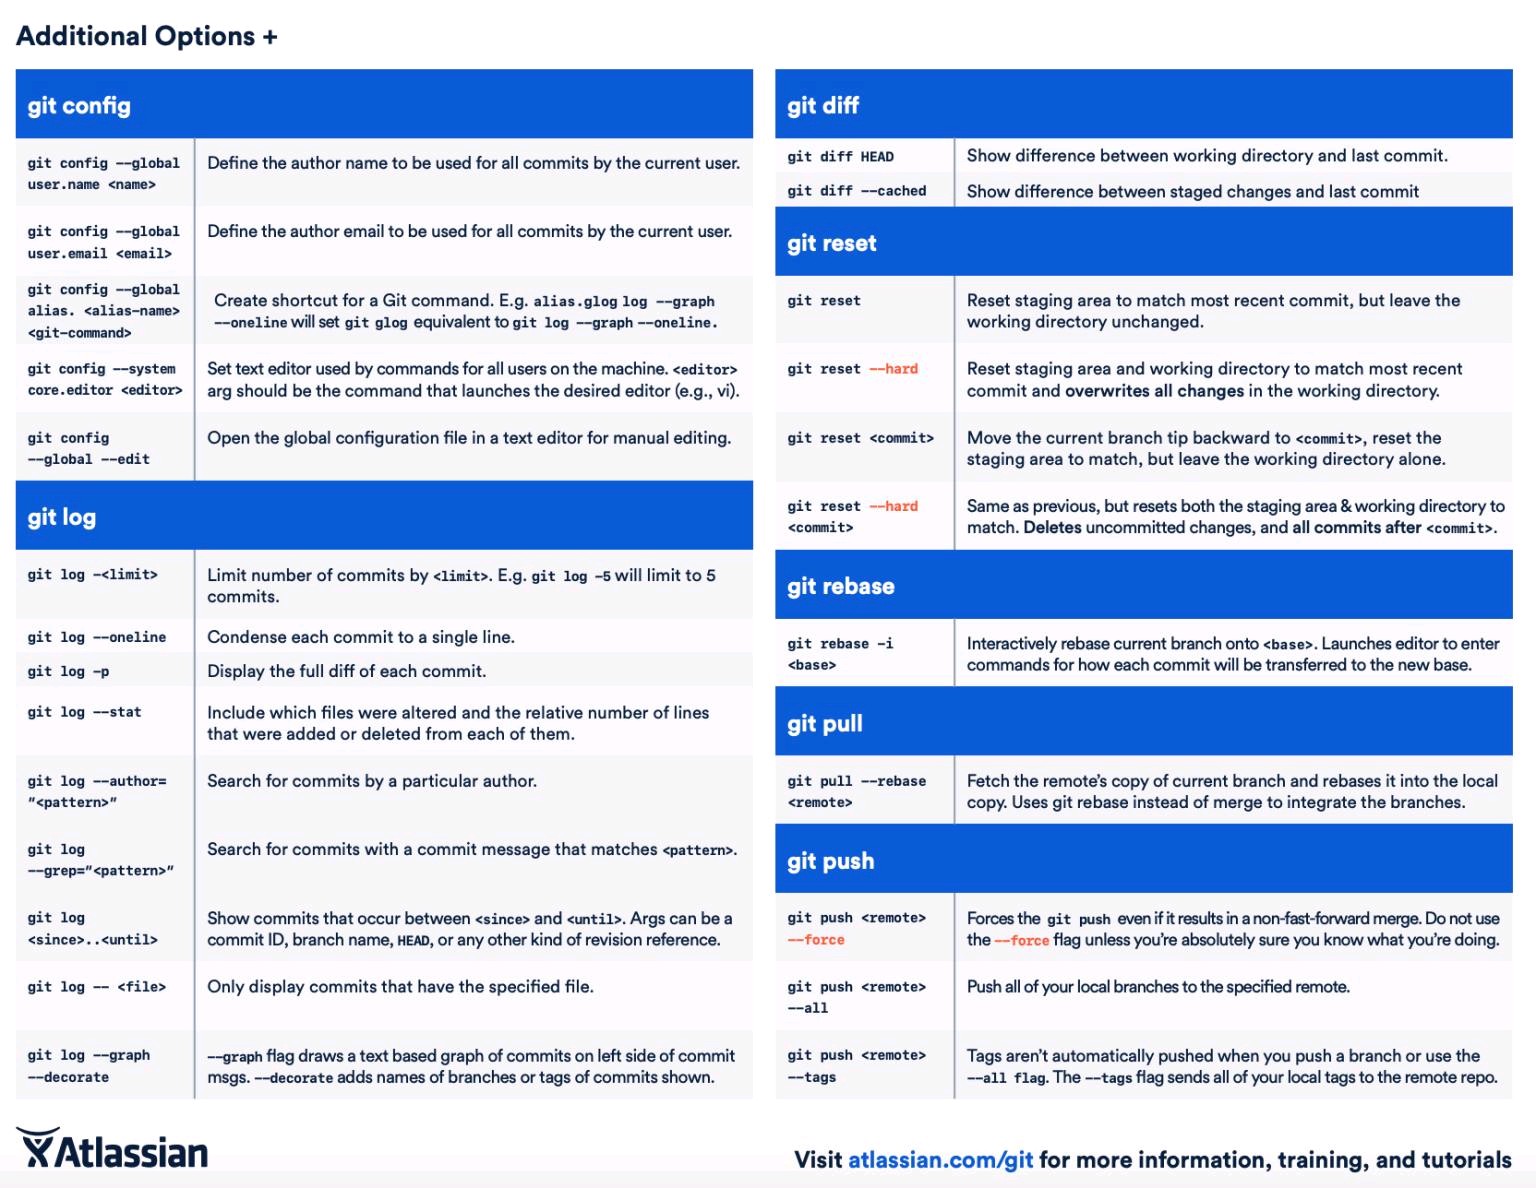 Additional Options +
git config
git config --global
user.name <name>
Define the author name to be used for all commits by the current user.
git config --global
user.email <email>
Define the author email to be used for all commits by the current user.
git config --global
alias. <alias-name>
<git-command>
Create shortcut for a Git command. E.g. alias.glog log --graph
--oneline will set git glog equivalent to git log --graph --oneline.
git config --system
core.editor <editor>
Set text editor used by commands for all users on the machine. <editor>
arg should be the command that launches the desired editor (e.g., vi).
git config
--global --edit
Open the global configuration file in a text editor for manual editing.
git log
git log -<limit>
Limit number of commits by <limit>. E.g. git log -5 will limit to 5
commits.
git log --oneline
Condense each commit to a single line.
git log -p
Display the full diff of each commit.
git log --stat
Include which files were altered and the relative number of lines
that were added or deleted from each of them.
git log --author=
"<pattern>"
Search for commits by a particular author.
git log
--grep="<pattern>"
Search for commits with a commit message that matches <pattern>.
git log
<since>..<until>
Show commits that occur between <since> and <until>. Args can be a
commit ID, branch name, HEAD, or any other kind of revision reference.
git log -- <file>
Only display commits that have the specified file.
git log --graph
--decorate
--graph flag draws a text based graph of commits on left side of commit
msgs. --decorate adds names of branches or tags of commits shown.
git diff
git diff HEAD
Show difference between working directory and last commit.
git diff --cached
Show difference between staged changes and last commit
git reset
git reset
Reset staging area to match most recent commit, but leave the
working directory unchanged.
git reset --hard
Reset staging area and working directory to match most recent
commit and overwrites all changes in the working directory.
git reset <commit>
Move the current branch tip backward to <commit>, reset the
staging area to match, but leave the working directory alone.
git reset --hard
<commit>
Same as previous, but resets both the staging area & working directory to
match. Deletes uncommitted changes, and all commits after <commit>.
git rebase
git rebase -i
<base>
Interactively rebase current branch onto <base>. Launches editor to enter
commands for how each commit will be transferred to the new base.
git pull
git pull --rebase
<remote>
Fetch the remote's copy of current branch and rebases it into the local
copy. Uses git rebase instead of merge to integrate the branches.
git push
git push <remote>
--force
Forces the git push even if it results in a non-fast-forward merge. Do not use
the --force flag unless you're absolutely sure you know what you're doing.
git push <remote>
--all
Push all of your local branches to the specified remote.
git push <remote>
--tags
Tags aren't automatically pushed when you push a branch or use the
--all flag. The --tags flag sends all of your local tags to the remote repo.
Atlassian
Visit atlassian.com/git for more information, training, and tutorials